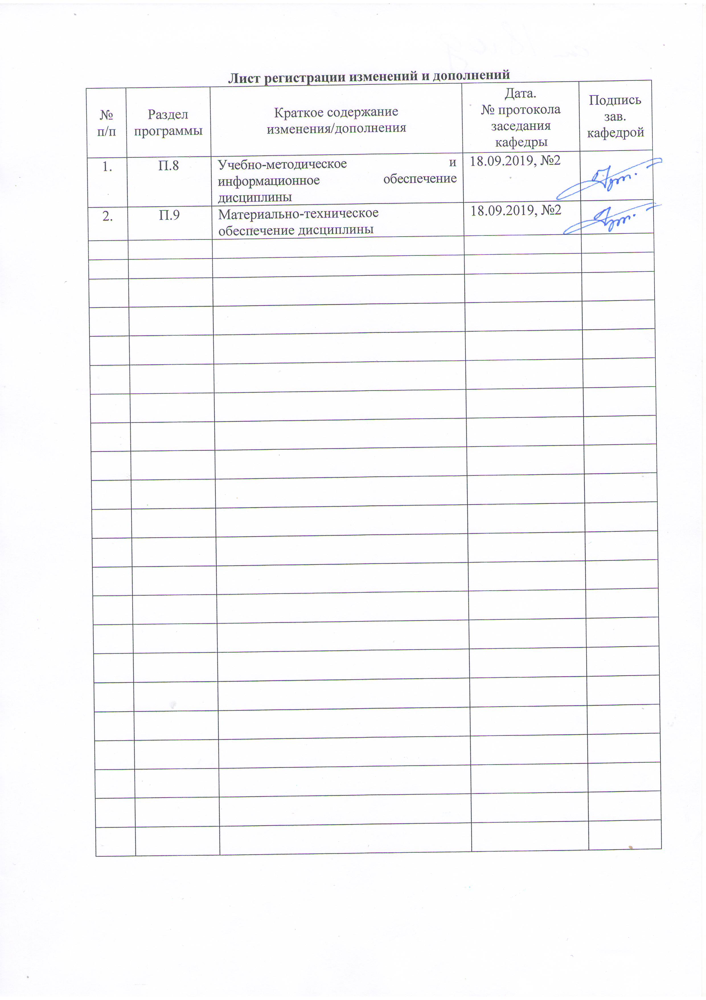 Лист регистрации изменений и дополнений
№
п/п
Раздел
программы
Краткое содержание
изменения/дополнения
Дата.
№ протокола
заседания
кафедры
Подпись
зав.
кафедрой
1.
П.8
Учебно-методическое и
информационное обеспечение
дисциплины
18.09.2019, №2
2.
П.9
Материально-техническое
обеспечение дисциплины
18.09.2019, №2